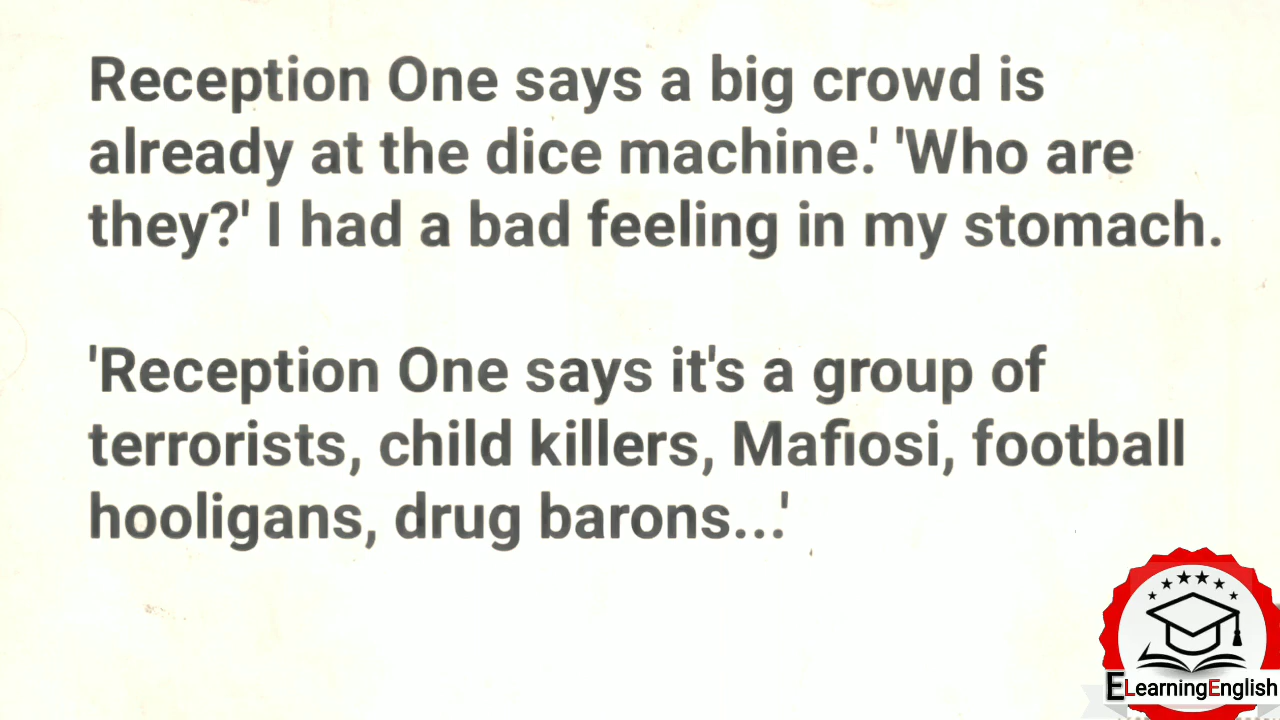 Reception One says a big crowd is
already at the dice machine.' 'Who are
they?' I had a bad feeling in my stomach.
'Reception One says it's a group of
terrorists, child killers, Mafiosi, football
hooligans, drug barons...'
ELearningEnglish